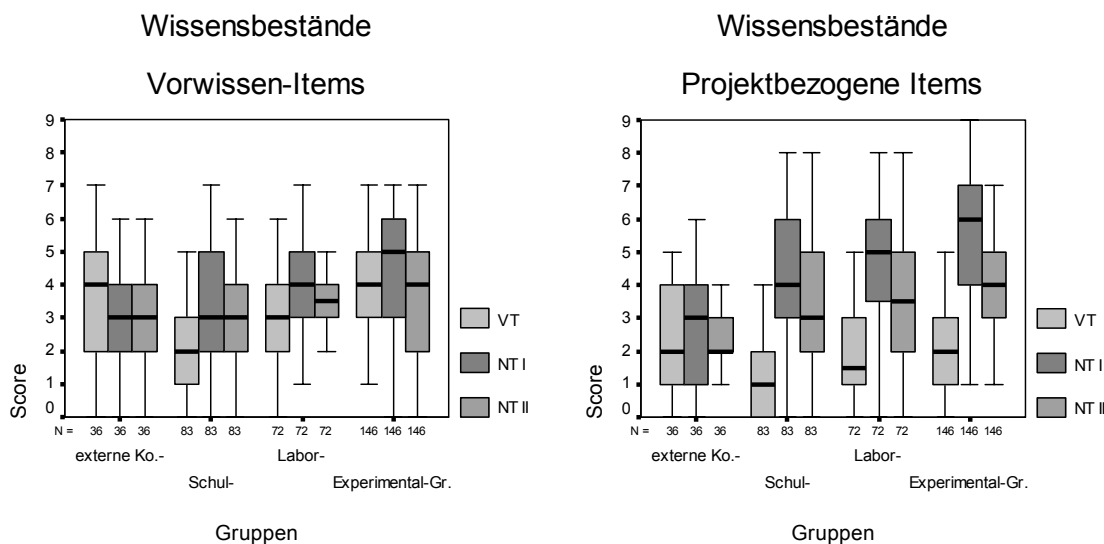 Wissensbestände
Vorwissen-Items
9
8
7
6
5
4
3
2
1
0
Score
N =
36 36 36 83 83 83 72 72 72 146 146 146
externe Ko.- Labor-
Schul- Experimental-Gr.
Gruppen
VT
NT I
NT II
Wissensbestände
Projektbezogene Items
9
8
7
6
5
4
3
2
1
0
Score
N =
36 36 36 83 83 83 72 72 72 146 146 146
externe Ko.- Labor-
Schul- Experimental-Gr.
Gruppen
VT
NT I
NT II